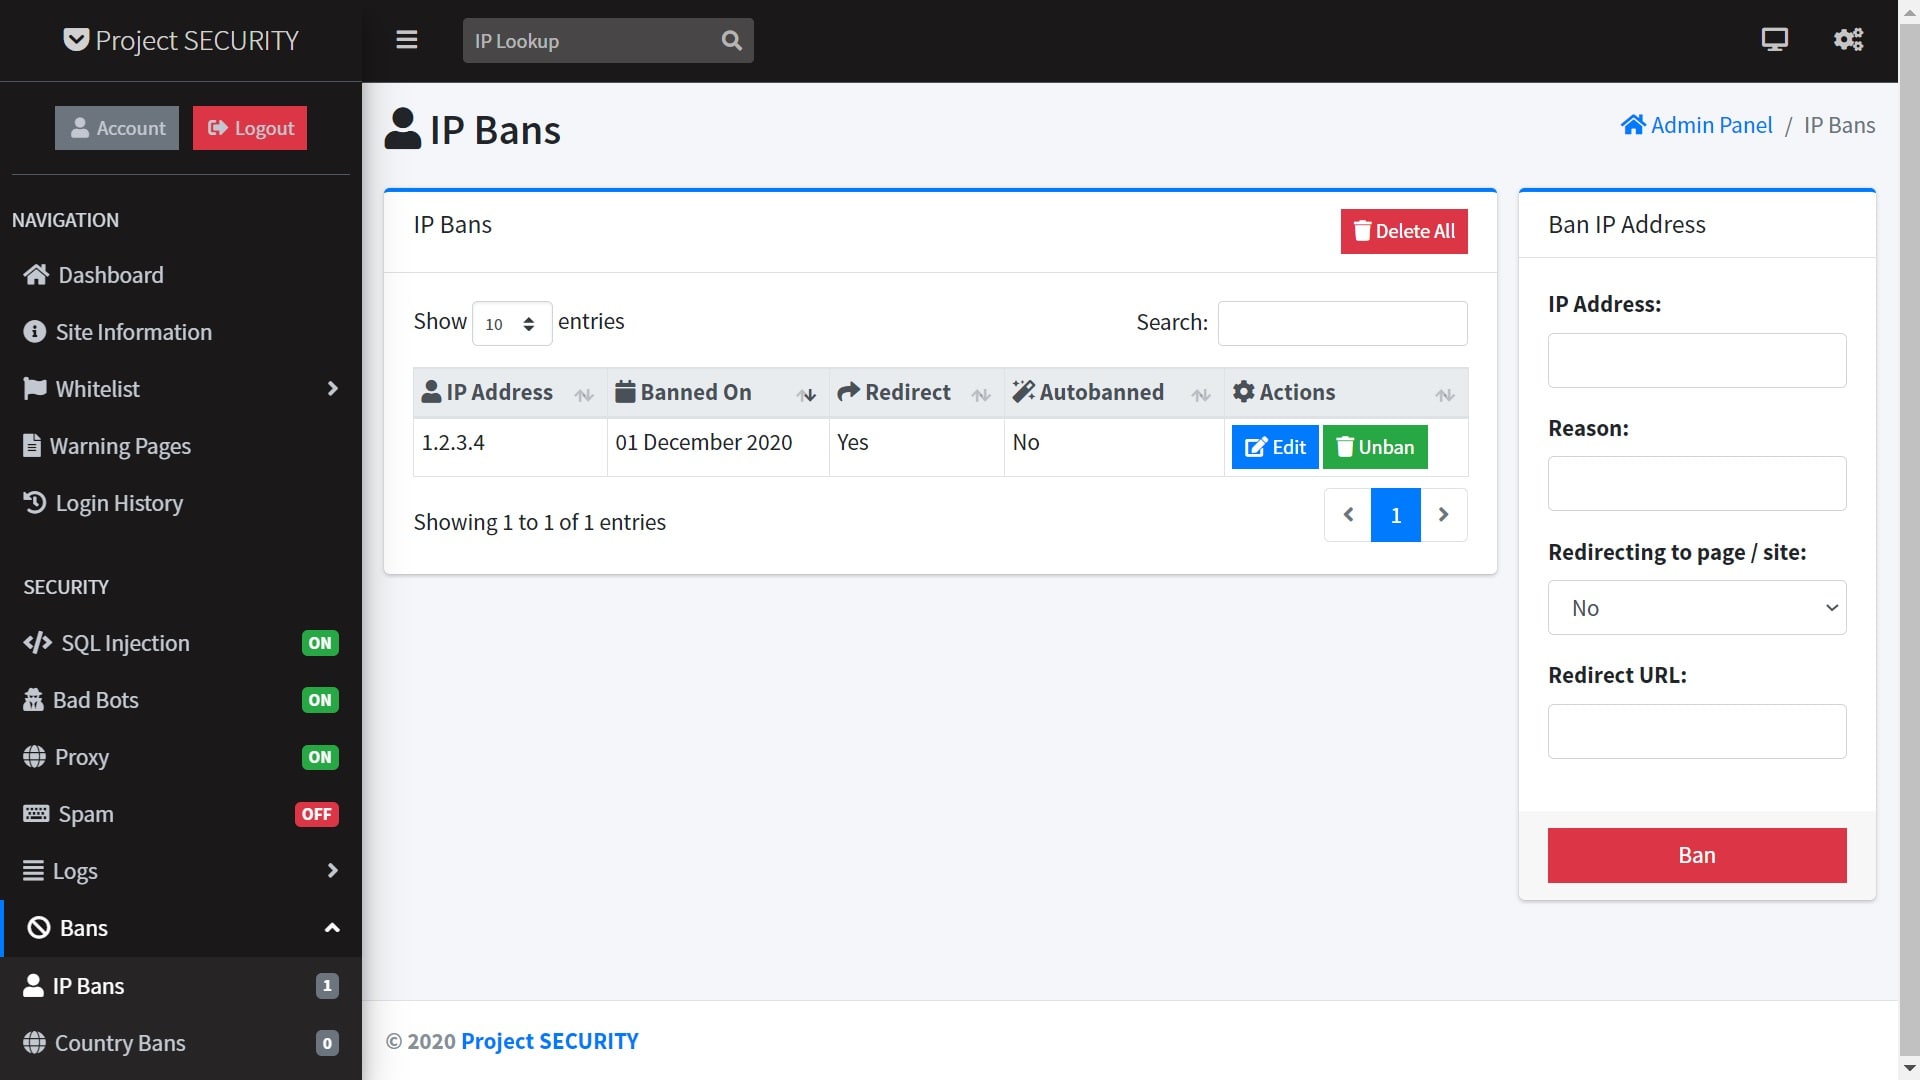 Project SECURITY
IP Lookup
Account
Logout
NAVIGATION
Dashboard
Site Information
Whitelist
Warning Pages
Login History
SECURITY
SQL Injection ON
Bad Bots ON
Proxy ON
Spam OFF
Logs
Bans
IP Bans 1
Country Bans 0
IP Bans
Admin Panel / IP Bans
IP Bans
Delete All
Show 10 entries
Search:
IP Address Banned On Redirect Autobanned Actions
1.2.3.4 01 December 2020 Yes No Edit Unban
Showing 1 to 1 of 1 entries
1
Ban IP Address
IP Address:
Reason:
Redirecting to page / site:
No
Redirect URL:
Ban
© 2020 Project SECURITY